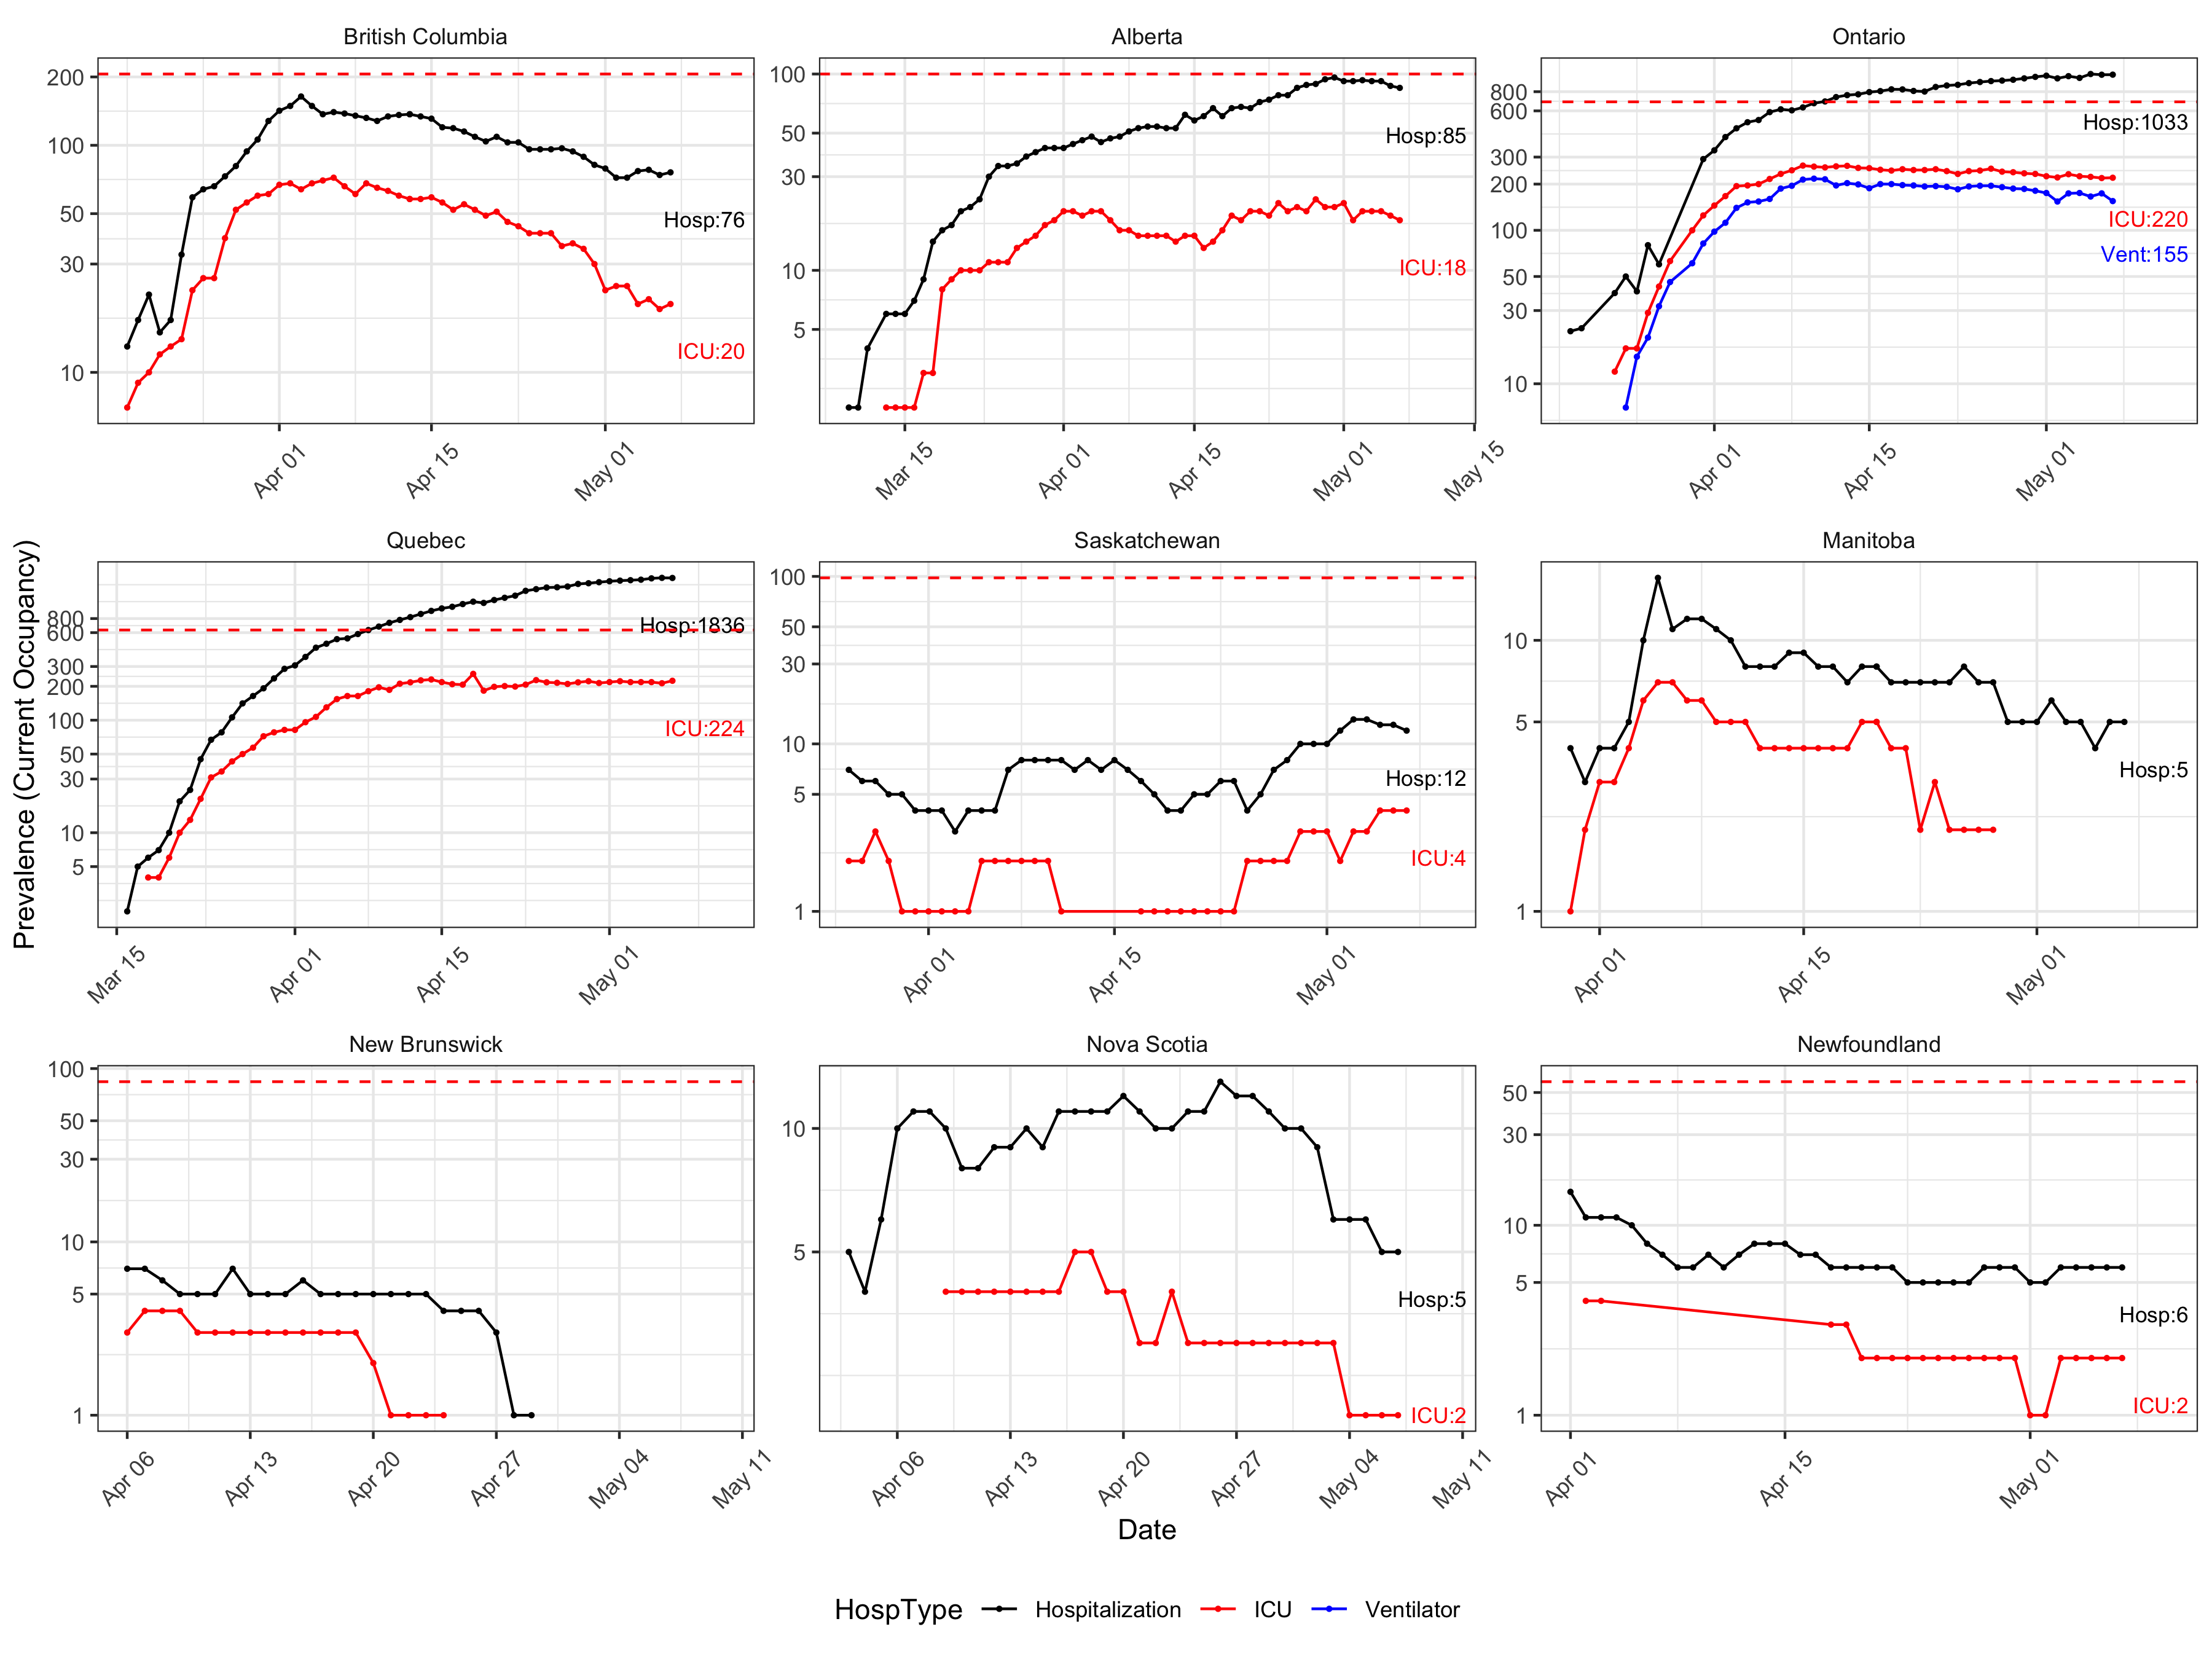 British Columbia
Alberta
Ontario
200
100
50
30
10
Hosp:76
ICU:20
Apr 01
Apr 15
May 01
100
50
30
10
5
Hosp:85
ICU:18
Mar 15
Apr 01
Apr 15
May 01
May 15
800
600
300
200
100
50
30
10
Hosp:1033
ICU:220
Vent:155
Apr 01
Apr 15
May 01
Prevalence (Current Occupancy)
Quebec
Saskatchewan
Manitoba
800
600
300
200
100
50
30
10
5
Hosp:1836
ICU:224
Mar 15
Apr 01
Apr 15
May 01
100
50
30
10
5
1
Hosp:12
ICU:4
Apr 01
Apr 15
May 01
10
5
1
Hosp:5
Apr 01
Apr 15
May 01
New Brunswick
Nova Scotia
Newfoundland
100
50
30
10
5
1
Apr 06
Apr 13
Apr 20
Apr 27
May 04
May 11
10
5
Hosp:5
ICU:2
Apr 06
Apr 13
Apr 20
Apr 27
May 04
May 11
50
30
10
5
1
Hosp:6
ICU:2
Apr 01
Apr 15
May 01
Date
HospType Hospitalization ICU Ventilator